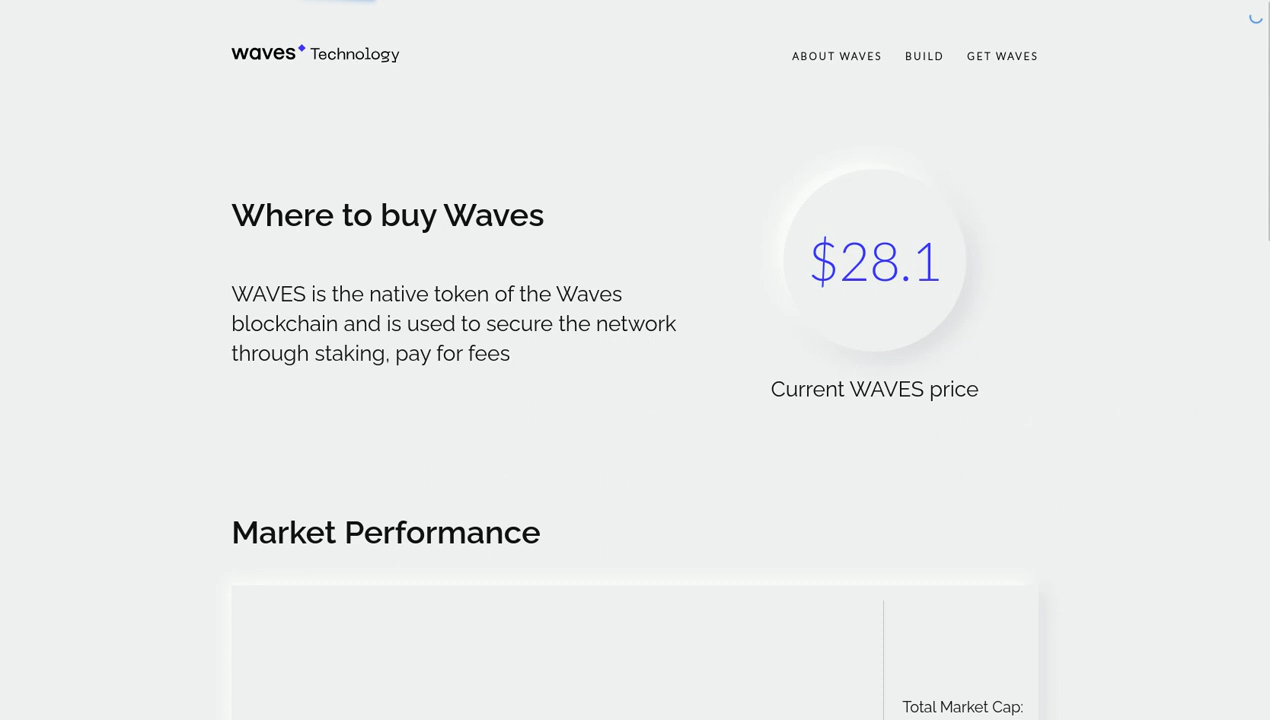 waves Technology
ABOUT WAVES BUILD GET WAVES
Where to buy Waves
WAVES is the native token of the Waves
blockchain and is used to secure the network
through staking, pay for fees
$28.1
Current WAVES price
Market Performance
Total Market Cap: